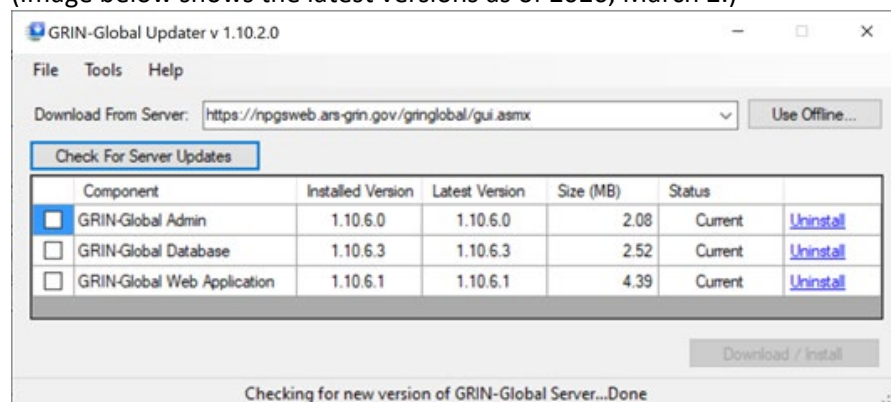 (image below shows the latest versions as of 2020, March 2.)
GRIN-Global Updater v 1.10.2.0
File Tools Help
Download From Server: https://npgsweb.ars-grin.gov/gringlobal/gui.asmx Use Offline...
Check For Server Updates
Component Installed Version Latest Version Size (MB) Status
GRIN-Global Admin 1.10.6.0 1.10.6.0 2.08 Current Uninstall
GRIN-Global Database 1.10.6.3 1.10.6.3 2.52 Current Uninstall
GRIN-Global Web Application 1.10.6.1 1.10.6.1 4.39 Current Uninstall
Download / Install
Checking for new version of GRIN-Global Server...Done